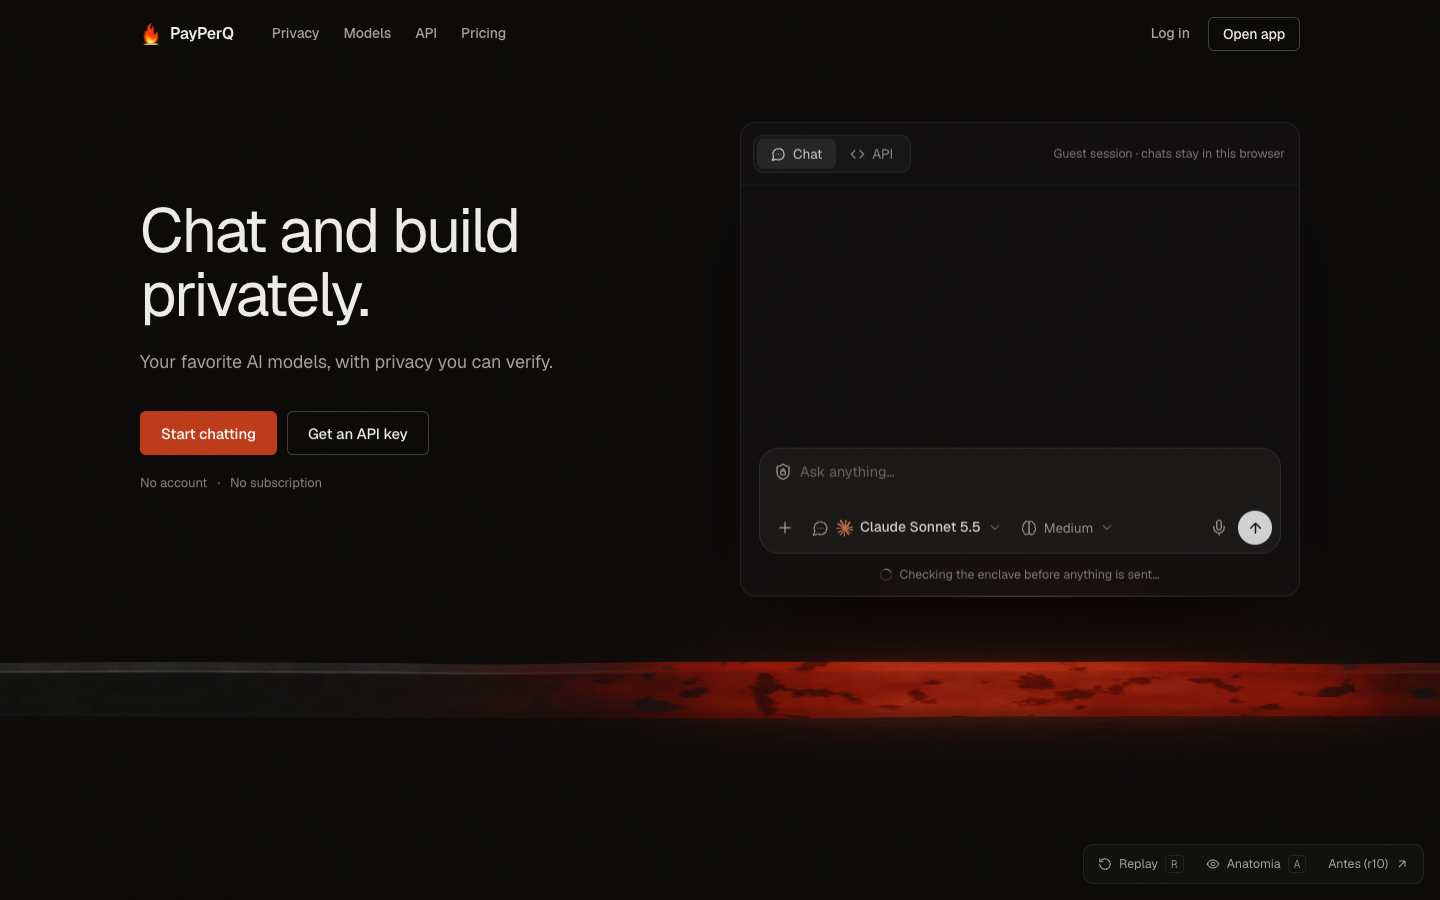 PayPerQ
Privacy
Models
API
Pricing
Log in
Open app
Chat and build
privately.
Your favorite AI models, with privacy you can verify.
Start chatting
Get an API key
No account · No subscription
Chat
API
Guest session · chats stay in this browser
Ask anything...
Claude Sonnet 5.5
Medium
Checking the enclave before anything is sent...
Replay R
Anatomia A
Antes (r10)